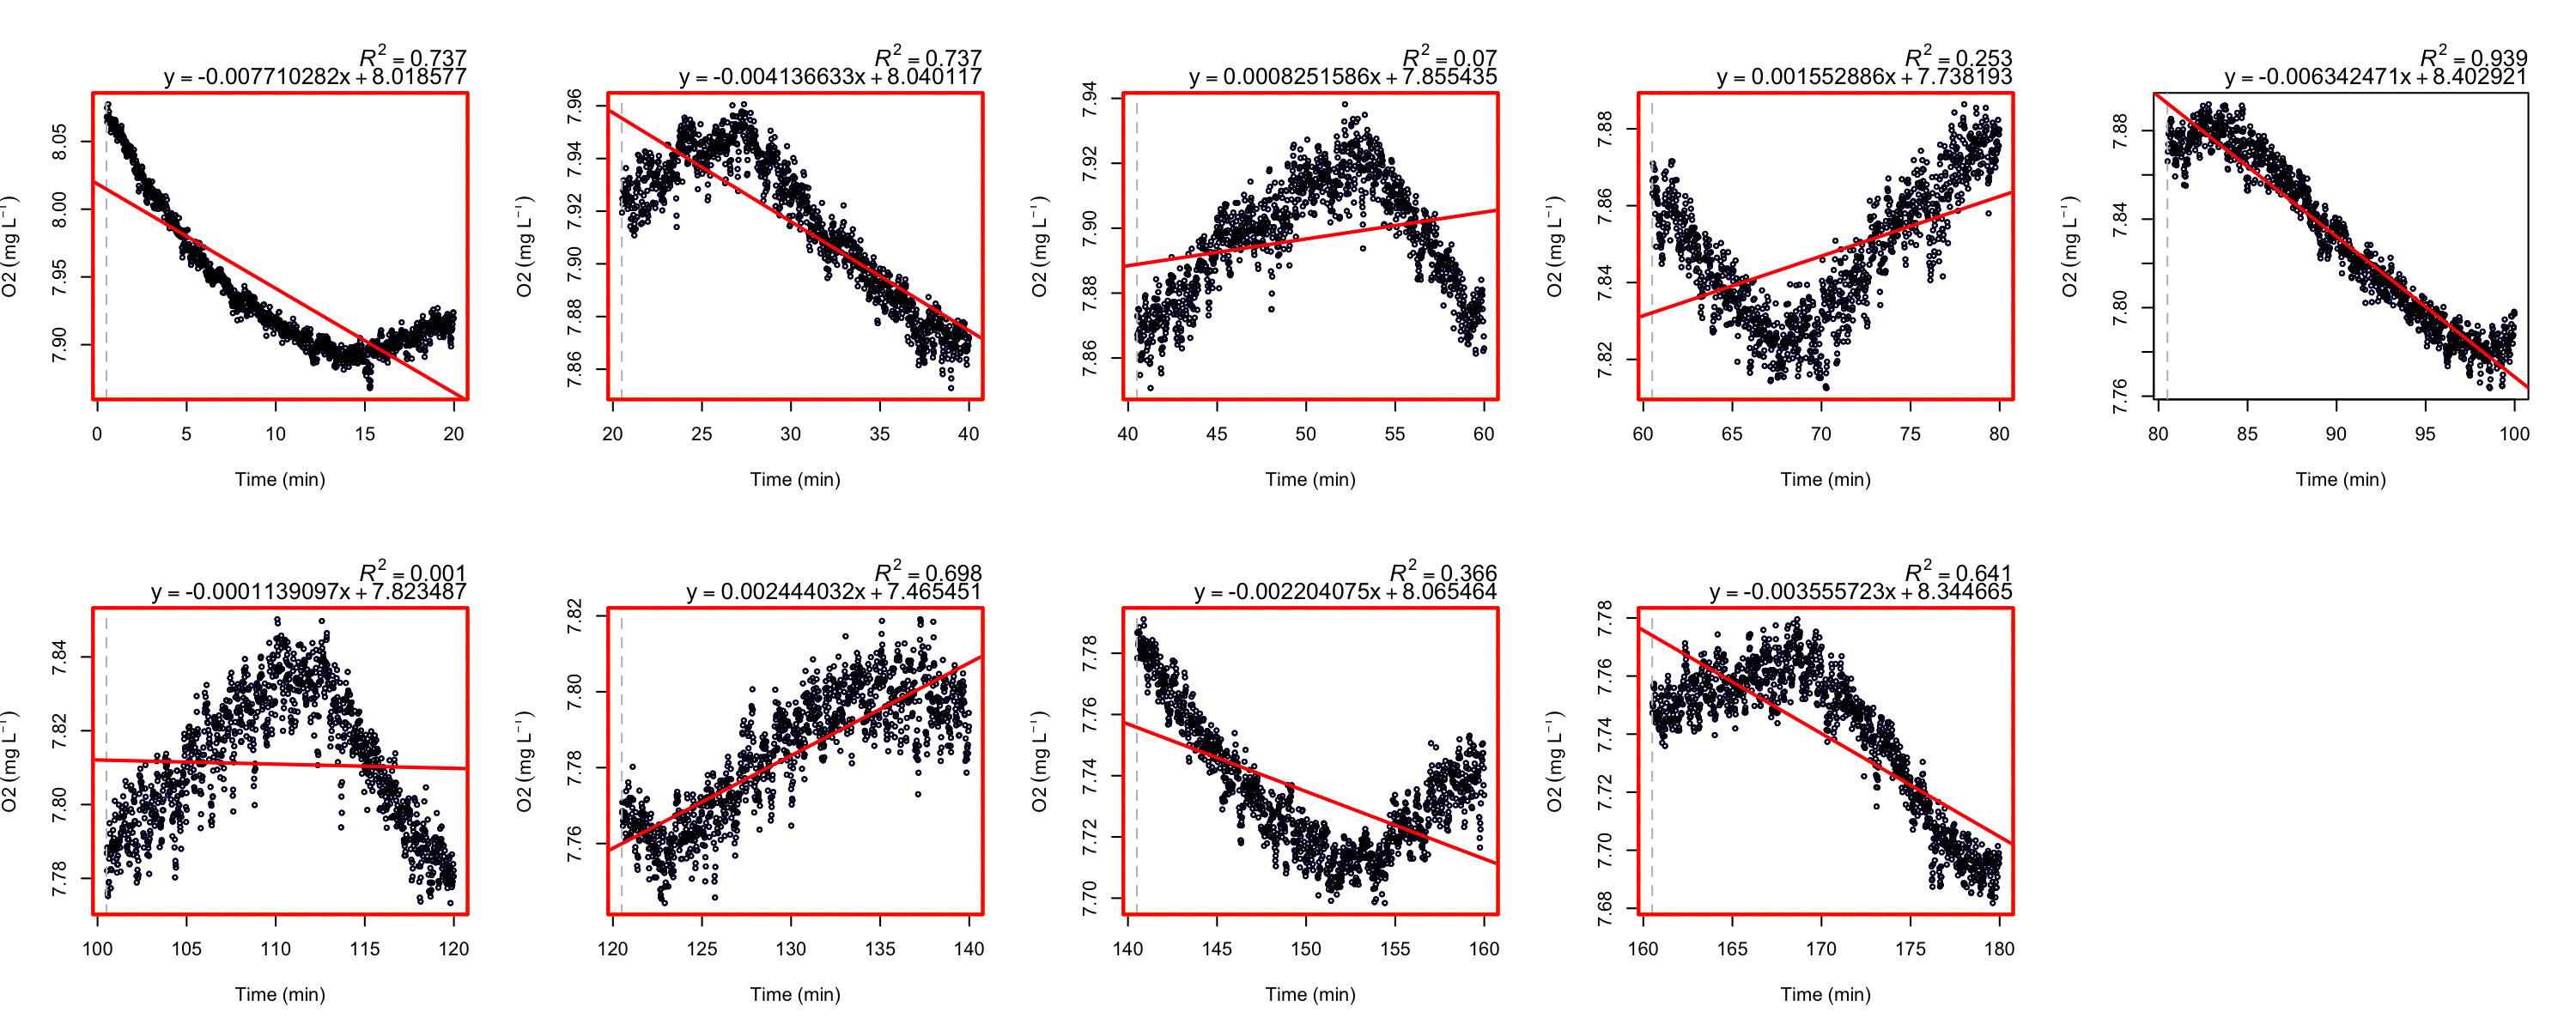 R² = 0.737
y = -0.007710282x + 8.018577
O2 (mg L⁻¹)
8.05
8.00
7.95
7.90
0 5 10 15 20
Time (min)
R² = 0.737
y = -0.004136633x + 8.040117
O2 (mg L⁻¹)
7.96
7.94
7.92
7.90
7.88
7.86
20 25 30 35 40
Time (min)
R² = 0.07
y = 0.0008251586x + 7.855435
O2 (mg L⁻¹)
7.94
7.92
7.90
7.88
7.86
40 45 50 55 60
Time (min)
R² = 0.253
y = 0.001552886x + 7.738193
O2 (mg L⁻¹)
7.88
7.86
7.84
7.82
60 65 70 75 80
Time (min)
R² = 0.939
y = -0.006342471x + 8.402921
O2 (mg L⁻¹)
7.88
7.84
7.80
7.76
80 85 90 95 100
Time (min)
R² = 0.001
y = -0.0001139097x + 7.823487
O2 (mg L⁻¹)
7.84
7.82
7.80
7.78
100 105 110 115 120
Time (min)
R² = 0.698
y = 0.002444032x + 7.465451
O2 (mg L⁻¹)
7.82
7.80
7.78
7.76
120 125 130 135 140
Time (min)
R² = 0.366
y = -0.002204075x + 8.065464
O2 (mg L⁻¹)
7.78
7.76
7.74
7.72
7.70
140 145 150 155 160
Time (min)
R² = 0.641
y = -0.003555723x + 8.344665
O2 (mg L⁻¹)
7.78
7.76
7.74
7.72
7.70
7.68
160 165 170 175 180
Time (min)